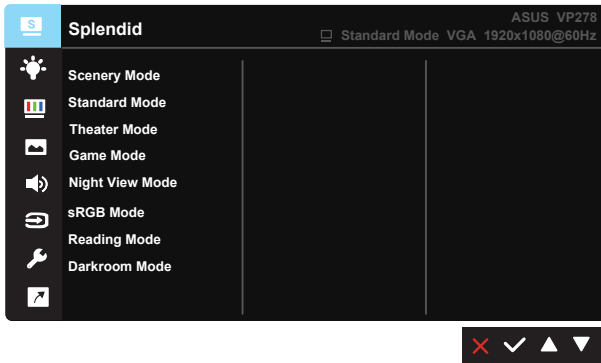 S
Splendid
ASUS VP278
Standard Mode VGA 1920x1080@60Hz
Scenery Mode
Standard Mode
Theater Mode
Game Mode
Night View Mode
sRGB Mode
Reading Mode
Darkroom Mode